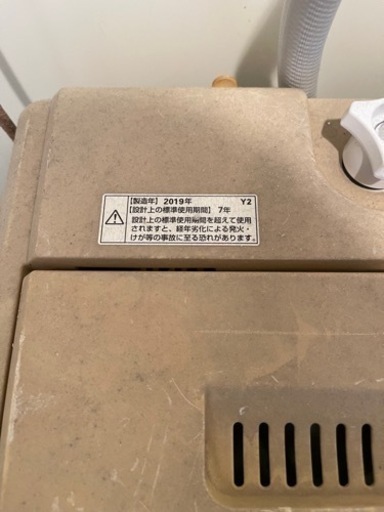 【製造年】2019年 Y2
【設計上の標準使用期間】 7年
設計上の標準使用期間を超えて使用
されますと、経年劣化による発火・
けが等の事故に至る恐れがあります。